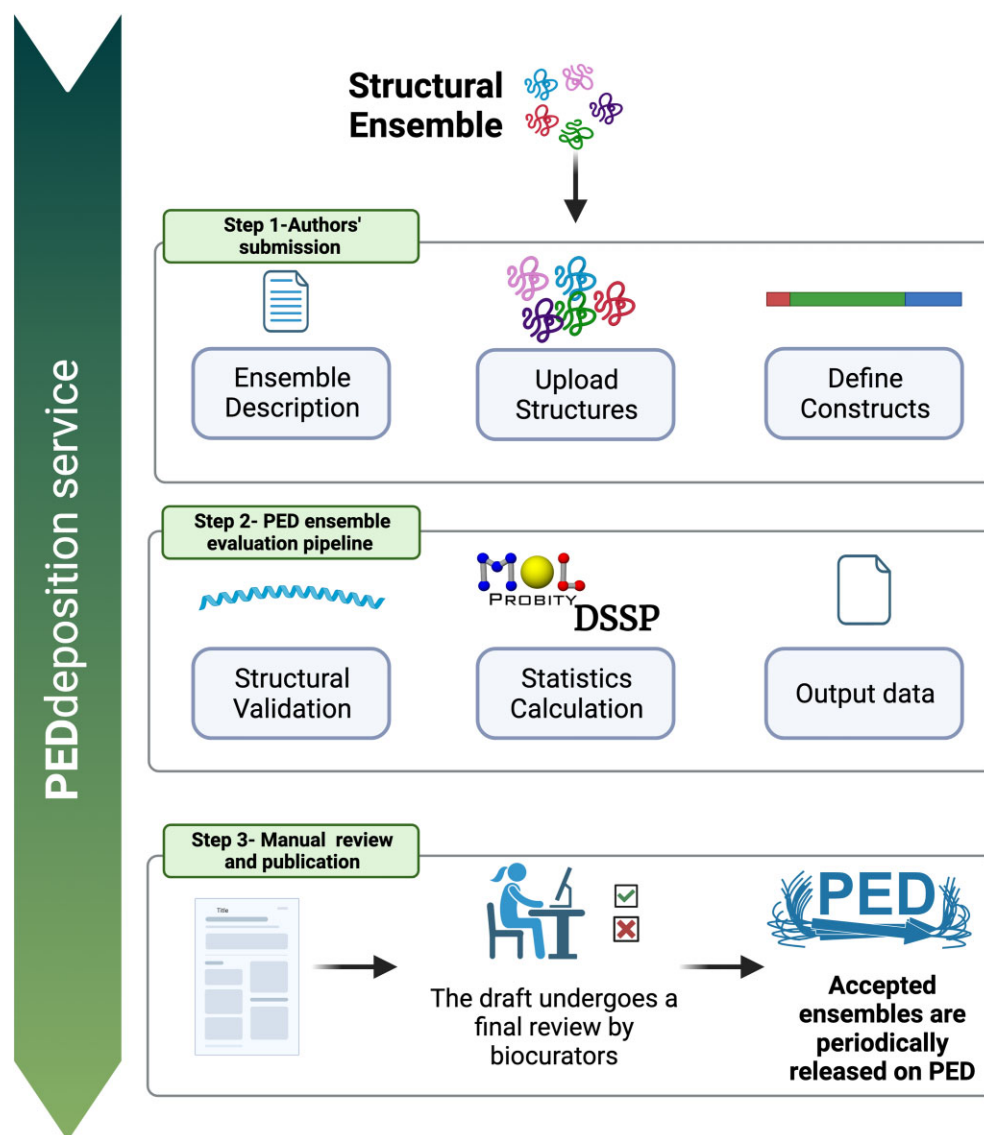 Structural
Ensemble
PEDdeposition service
Step 1-Authors'
submission
Ensemble
Description
Upload
Structures
Define
Constructs
Step 2- PED ensemble
evaluation pipeline
MOL
PROBITY
DSSP
Structural
Validation
Statistics
Calculation
Output data
Step 3- Manual review
and publication
Title
The draft undergoes a
final review by
biocurators
PED
Accepted
ensembles are
periodically
released on PED